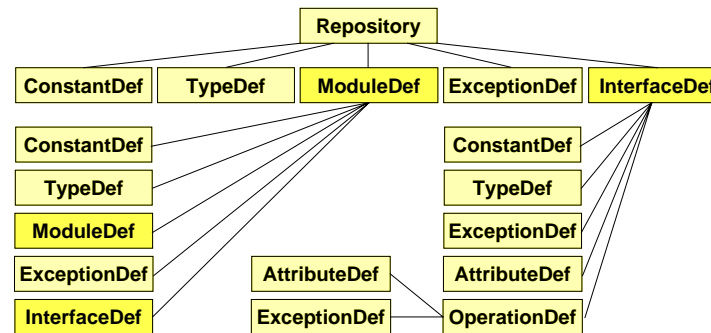 Repository
ConstantDef TypeDef ModuleDef ExceptionDef InterfaceDef
ConstantDef ConstantDef
TypeDef TypeDef
ModuleDef ExceptionDef
ExceptionDef AttributeDef AttributeDef
InterfaceDef ExceptionDef OperationDef